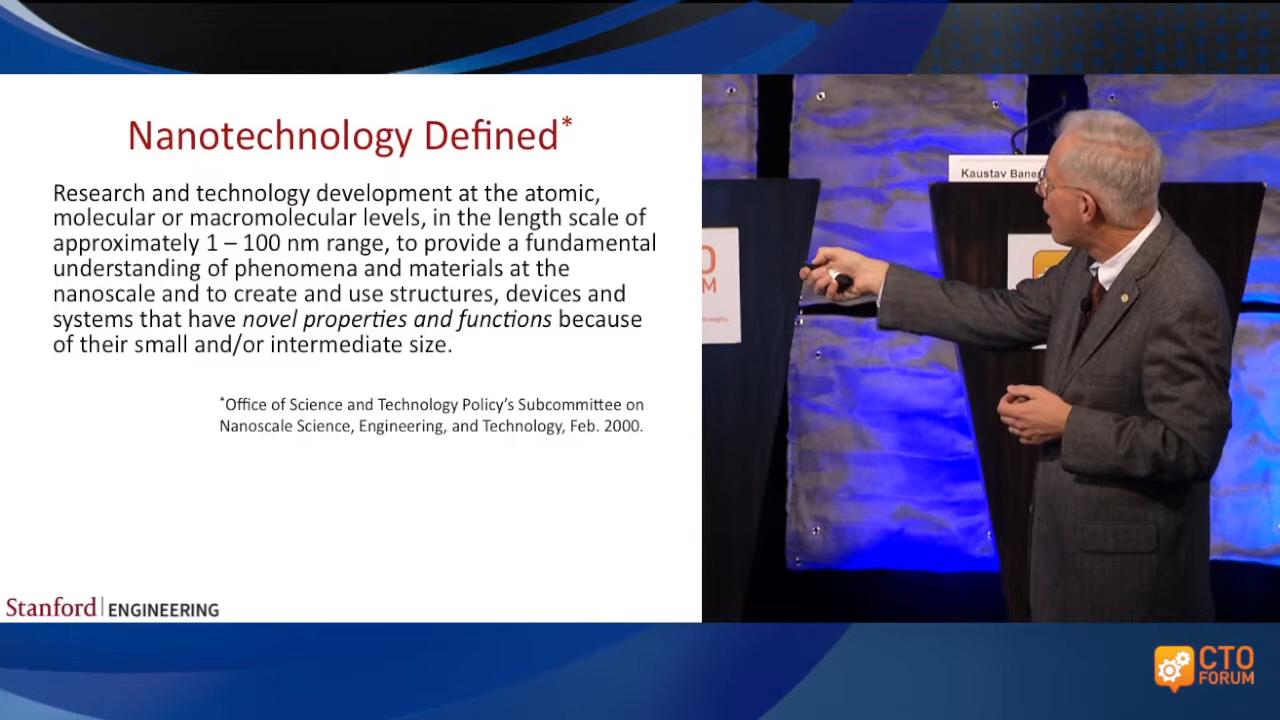 Nanotechnology Defined*
Research and technology development at the atomic,
molecular or macromolecular levels, in the length scale of
approximately 1 – 100 nm range, to provide a fundamental
understanding of phenomena and materials at the
nanoscale and to create and use structures, devices and
systems that have novel properties and functions because
of their small and/or intermediate size.
*Office of Science and Technology Policy's Subcommittee on
Nanoscale Science, Engineering, and Technology, Feb. 2000.
Stanford | ENGINEERING
Kaustav
CTO
FORUM